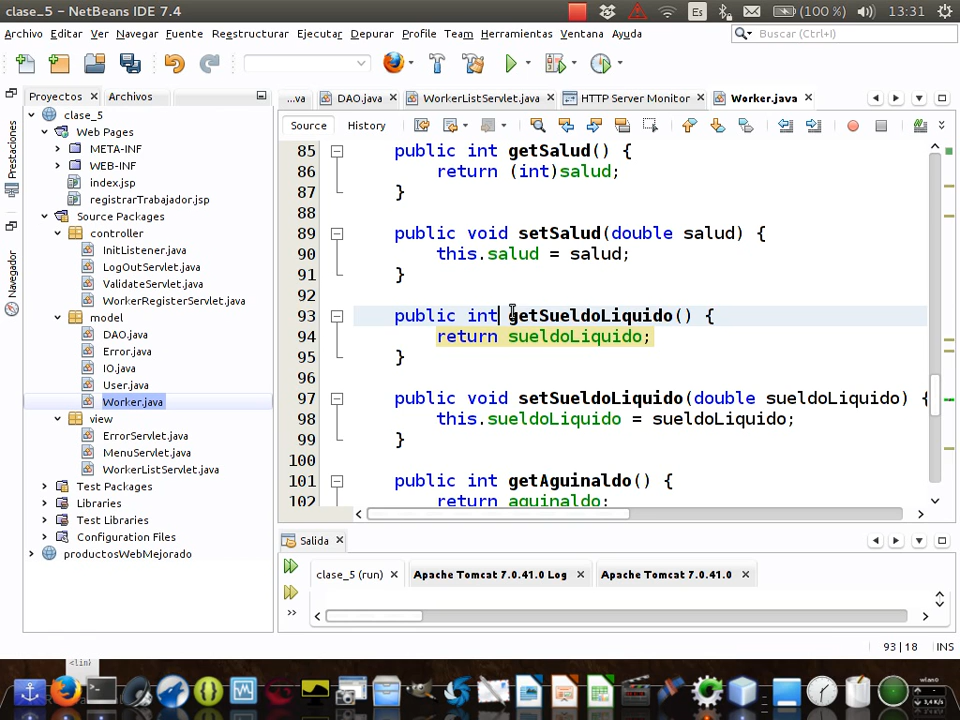 clase_5 - NetBeans IDE 7.4
Es
(100 %)
13:31
Archivo Editar Ver Navegar Fuente Refactorizar Ejecutar Depurar Profile Team Herramientas Ventana Ayuda
Buscar (Ctrl+I)
Proyectos
Archivos
...va
DAO.java
WorkerListServlet.java
HTTP Server Monitor
Worker.java
Source
History
Prestaciones
Navegador
clase_5
Web Pages
META-INF
WEB-INF
index.jsp
registrarTrabajador.jsp
Source Packages
controller
InitListener.java
LogOutServlet.java
ValidateServlet.java
WorkerRegisterServlet.java
model
DAO.java
Error.java
IO.java
User.java
Worker.java
view
ErrorServlet.java
MenuServlet.java
WorkerListServlet.java
Test Packages
Libraries
Test Libraries
Configuration Files
productosWebMejorado
85 public int getSalud() {
86 return (int)salud;
87 }
88
89 public void setSalud(double salud) {
90 this.salud = salud;
91 }
92
93 public int getSueldoLiquido() {
94 return sueldoLiquido;
95 }
96
97 public void setSueldoLiquido(double sueldoLiquido) {
98 this.sueldoLiquido = sueldoLiquido;
99 }
100
101 public int getAguinaldo() {
102 return aguinaldo;
Salida
clase_5 (run)
Apache Tomcat 7.0.41.0 Log
Apache Tomcat 7.0.41.0
93 | 18
INS
<lin>
wlan0
3,4 K/s